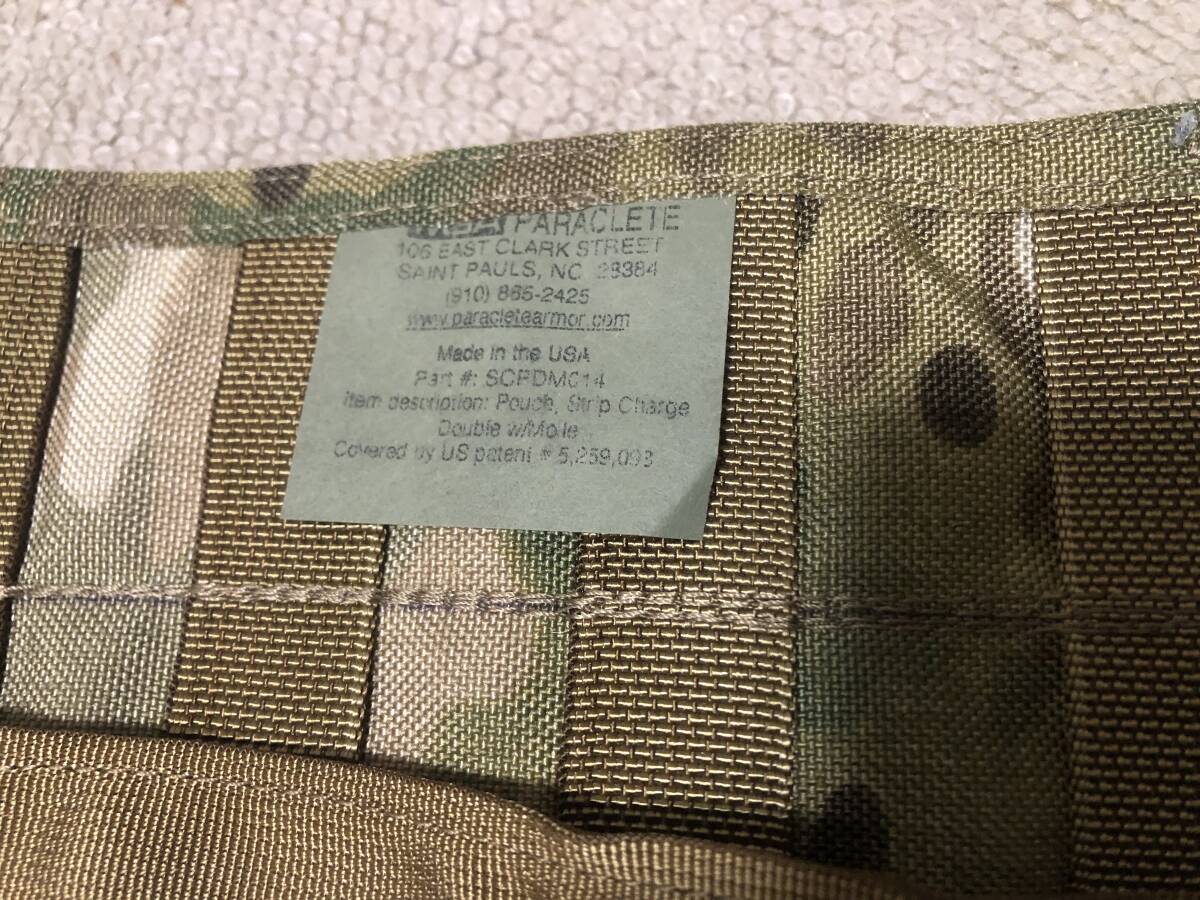 PARACLETE
106 EAST CLARK STREET
SAINT PAULS, NC 28384
(910) 865-2425
www.paracletearmor.com
Made in the USA
Part #: SCPDM014
Item description: Pouch, Strip Charge
Double w/Molle
Covered by US patent # 5,259,093